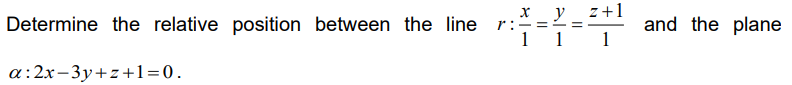 Determine the relative position between the line r: x/1 = y/1 = z+1/1 and the plane
α: 2x−3y+z+1=0.